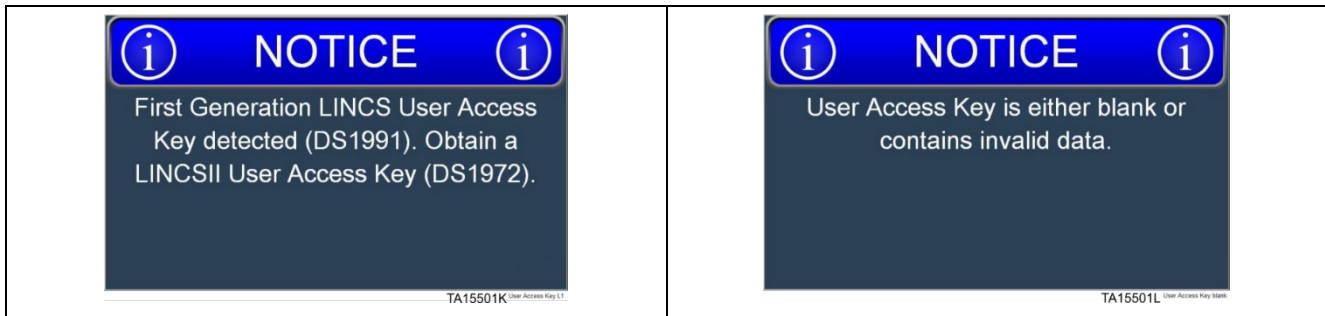 NOTICE
First Generation LINCS User Access
Key detected (DS1991). Obtain a
LINCSII User Access Key (DS1972).
TA15501K User Access Key L1
NOTICE
User Access Key is either blank or
contains invalid data.
TA15501L User Access Key blank